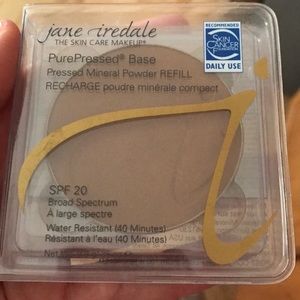 jane iredale
THE SKIN CARE MAKEUP®
PurePressed® Base
Pressed Mineral Powder REFILL
RECHARGE poudre minérale compact
RECOMMENDED
SKIN
CANCER
FOUNDATION
DAILY USE
SPF 20
Broad Spectrum
À large spectre
Water Resistant (40 Minutes)
Résistant à l'eau (40 Minutes)